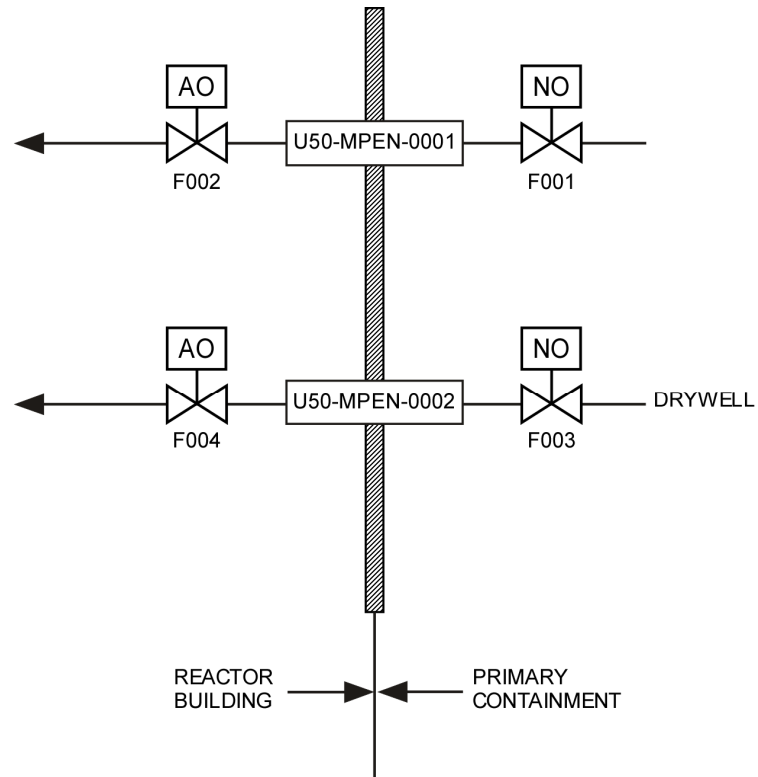 AO
NO
U50-MPEN-0001
F002
F001
AO
NO
U50-MPEN-0002
DRYWELL
F004
F003
REACTOR
BUILDING
PRIMARY
CONTAINMENT